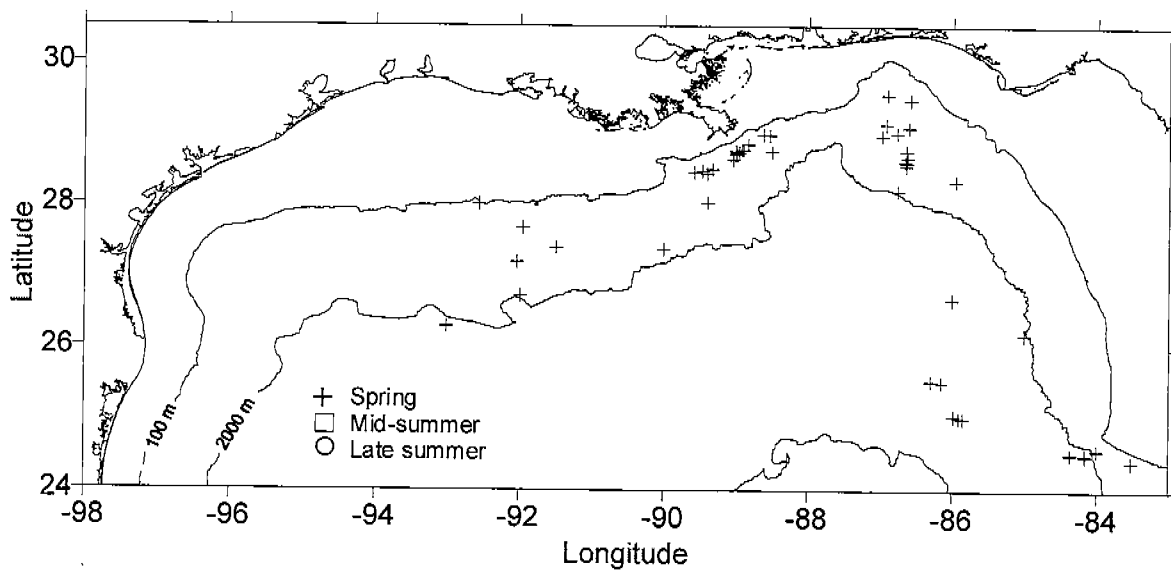 30
28
26
24
Latitude
100 m
2000 m
Spring
Mid-summer
Late summer
-98 -96 -94 -92 -90 -88 -86 -84
Longitude